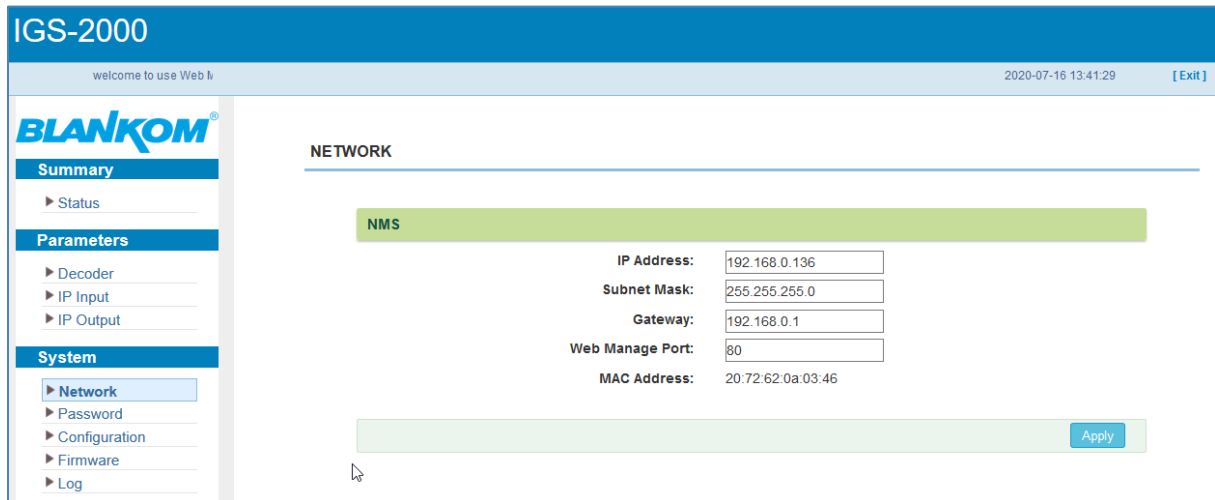 IGS-2000
welcome to use Web
2020-07-16 13:41:29 [ Exit ]
BLANKOM®
Summary
Status
Parameters
Decoder
IP Input
IP Output
System
Network
Password
Configuration
Firmware
Log
NETWORK
NMS
IP Address: 192.168.0.136
Subnet Mask: 255.255.255.0
Gateway: 192.168.0.1
Web Manage Port: 80
MAC Address: 20:72:62:0a:03:46
Apply